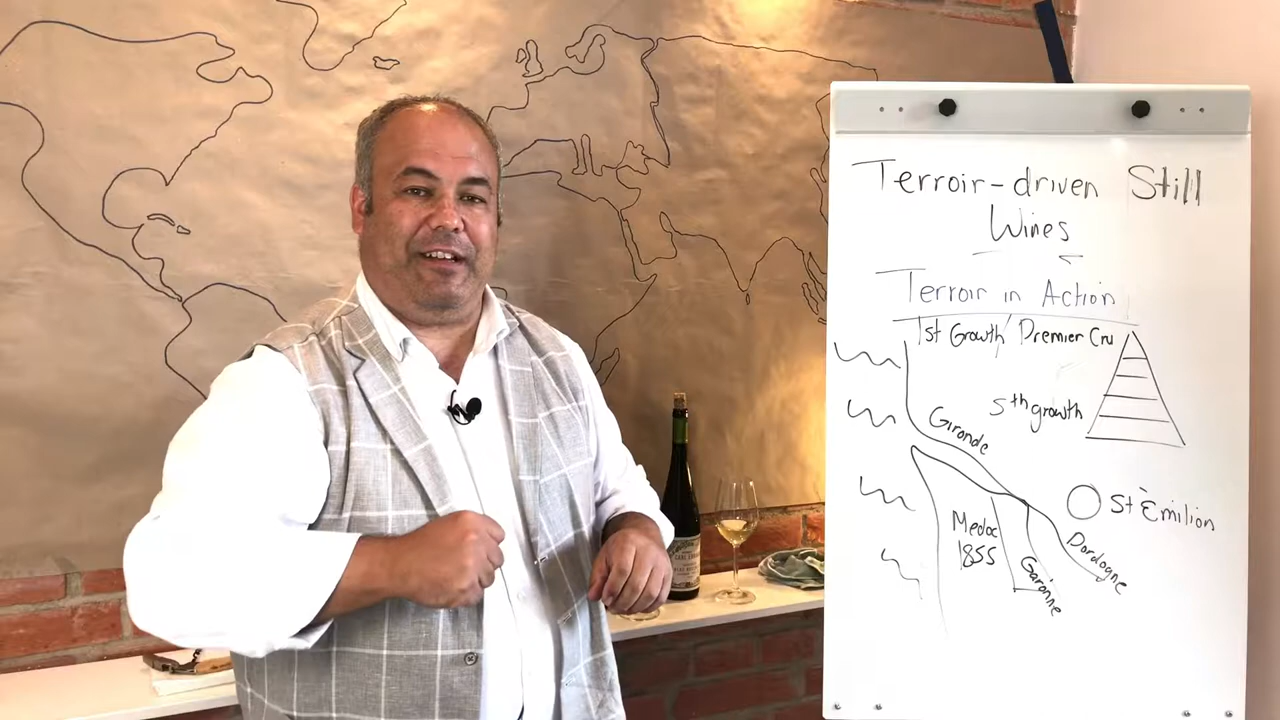 Terroir-driven Still
Wines
Terroir in Action
1st Growth/ Premier Cru
5th growth
Gironde
St Èmilion
Medoc
1855
Dordogne
Garonne